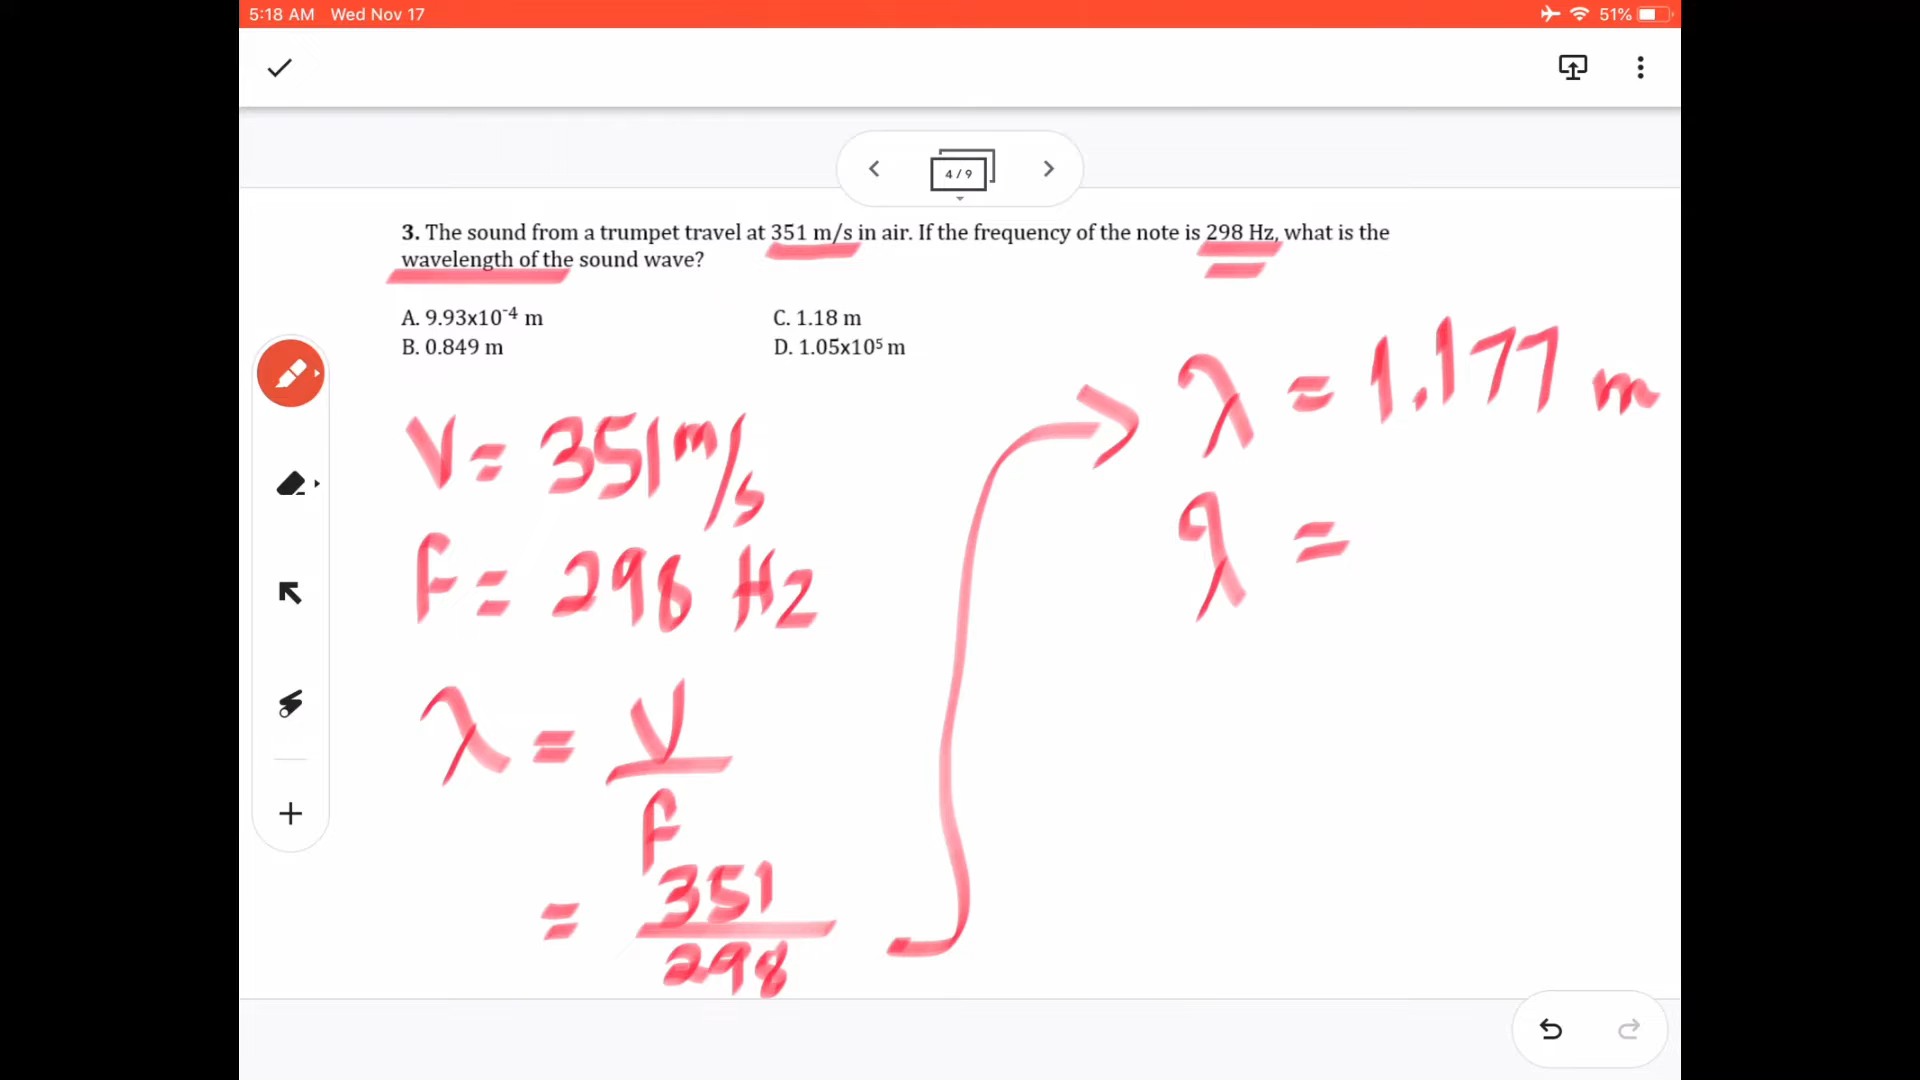 5:18 AM Wed Nov 17
51%
4 / 9
3. The sound from a trumpet travel at 351 m/s in air. If the frequency of the note is 298 Hz, what is the
wavelength of the sound wave?
A. 9.93x10⁻⁴ m
C. 1.18 m
B. 0.849 m
D. 1.05x10⁵ m
V = 351 m/s
F = 298 Hz
λ = V/F
= 351/298
λ = 1.177 m
λ =